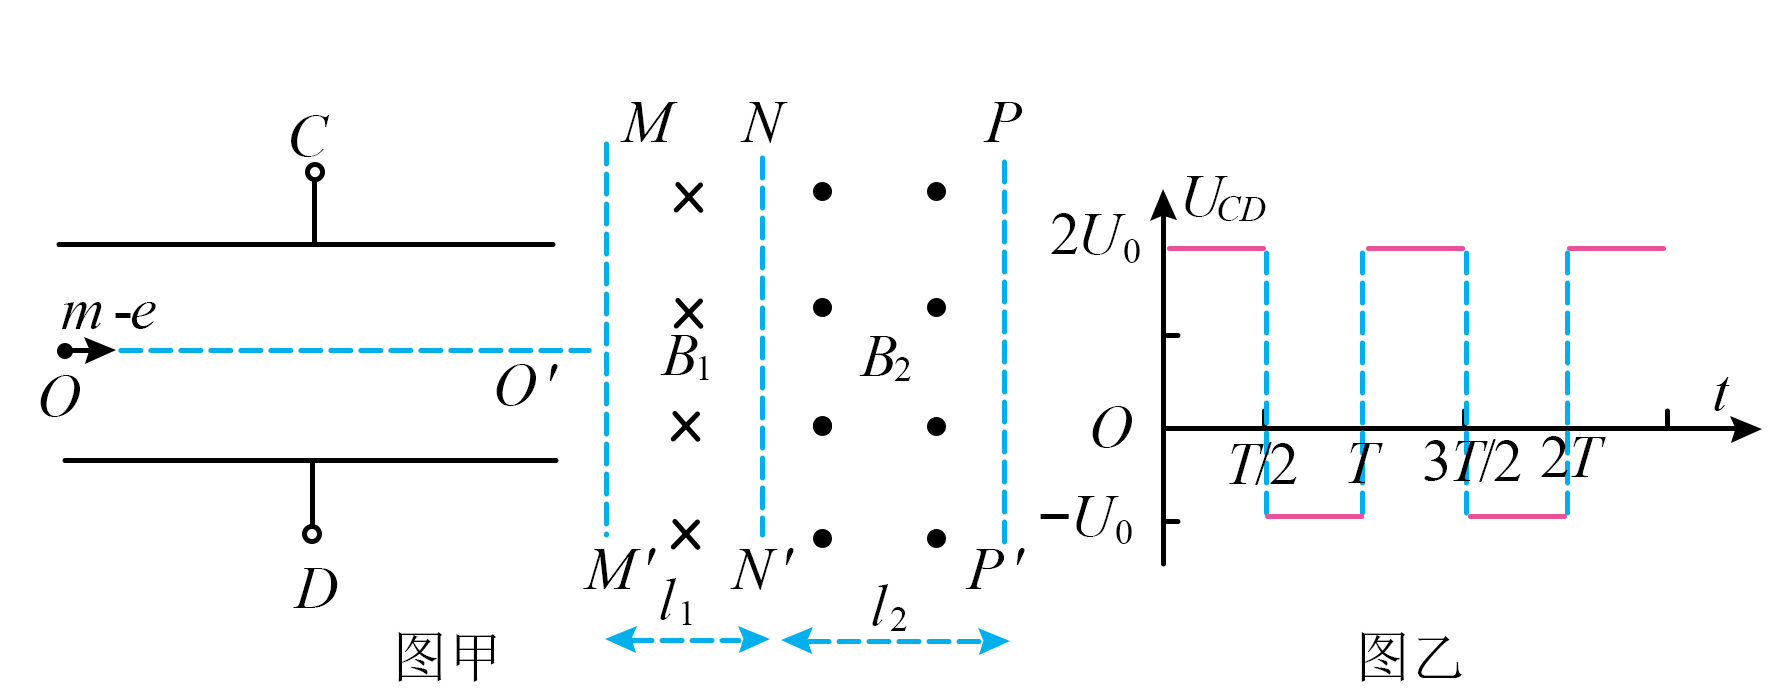 C
m -e
O
O′
D
M N P
B₁ B₂
M′ N′ P′
l₁ l₂
图甲
U_CD
2U₀
O
t
T/2 T 3T/2 2T
−U₀
图乙